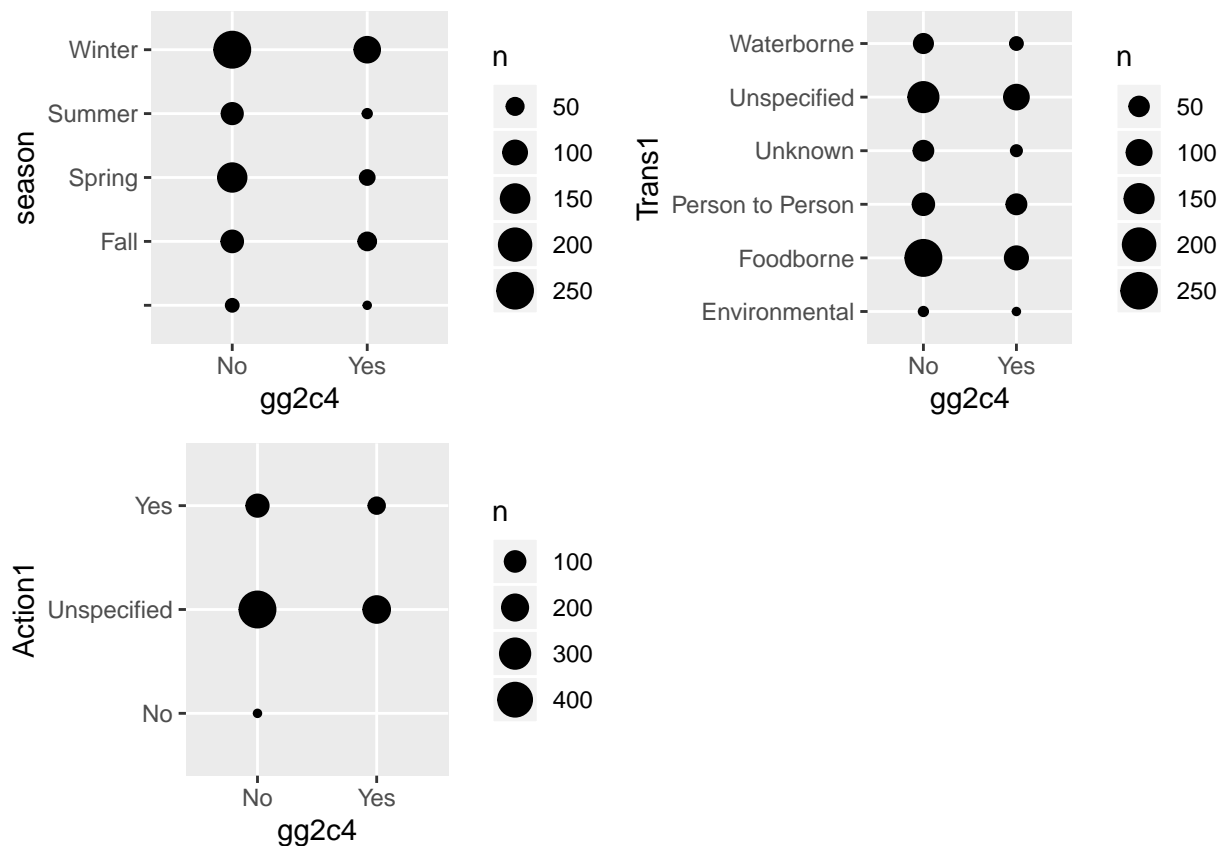 season
Winter
Summer
Spring
Fall
No Yes
gg2c4
n
50
100
150
200
250
Trans1
Waterborne
Unspecified
Unknown
Person to Person
Foodborne
Environmental
No Yes
gg2c4
n
50
100
150
200
250
Action1
Yes
Unspecified
No
No Yes
gg2c4
n
100
200
300
400